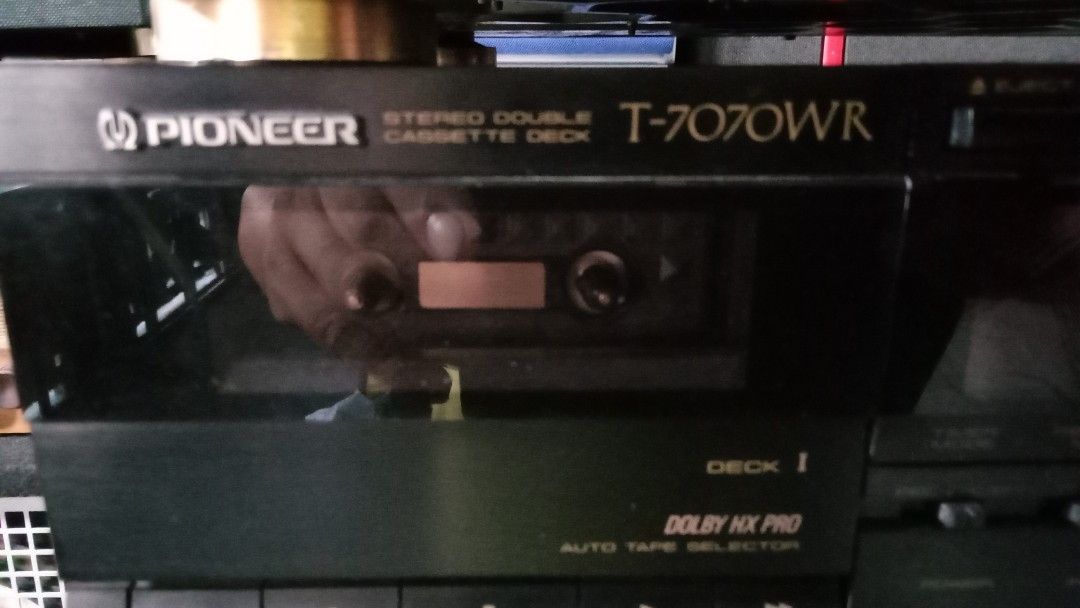 PIONEER
STEREO DOUBLE
CASSETTE DECK
T-7070WR
EJECT
DECK I
DOLBY HX PRO
AUTO TAPE SELECTOR